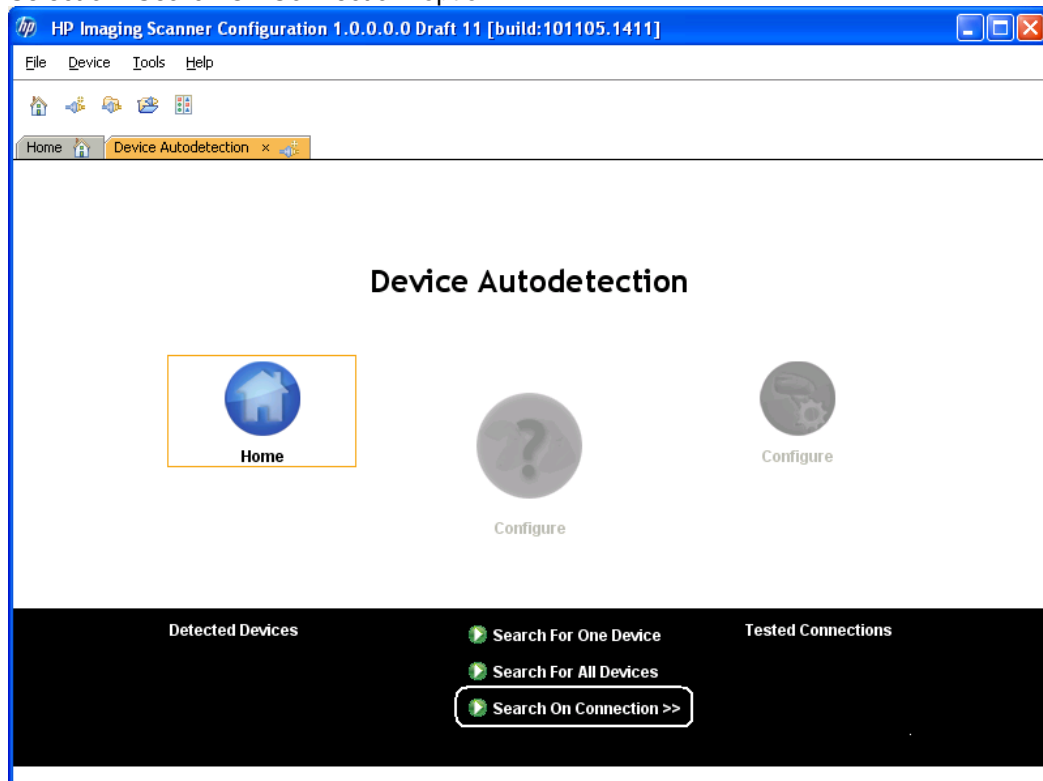 hp HP Imaging Scanner Configuration 1.0.0.0.0 Draft 11 [build:101105.1411]
File Device Tools Help
Home Device Autodetection ×
Device Autodetection
Home
Configure
Configure
Detected Devices
Search For One Device
Search For All Devices
Search On Connection >>
Tested Connections